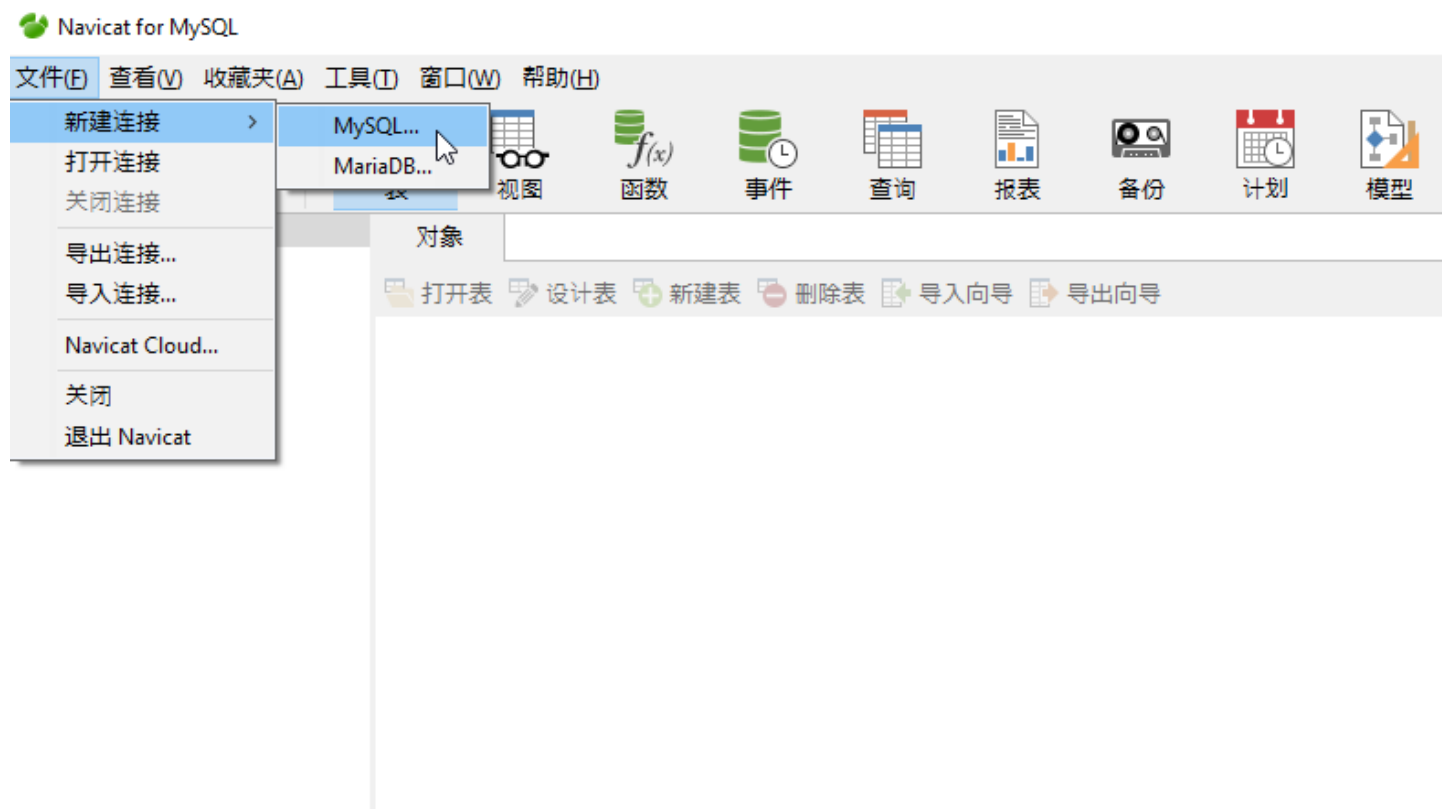 Navicat for MySQL
文件(F) 查看(V) 收藏夹(A) 工具(T) 窗口(W) 帮助(H)
新建连接
MySQL...
MariaDB...
打开连接
关闭连接
导出连接...
导入连接...
Navicat Cloud...
关闭
退出 Navicat
表 视图 f(x) 函数 事件 查询 报表 备份 计划 模型
对象
打开表 设计表 新建表 删除表 导入向导 导出向导